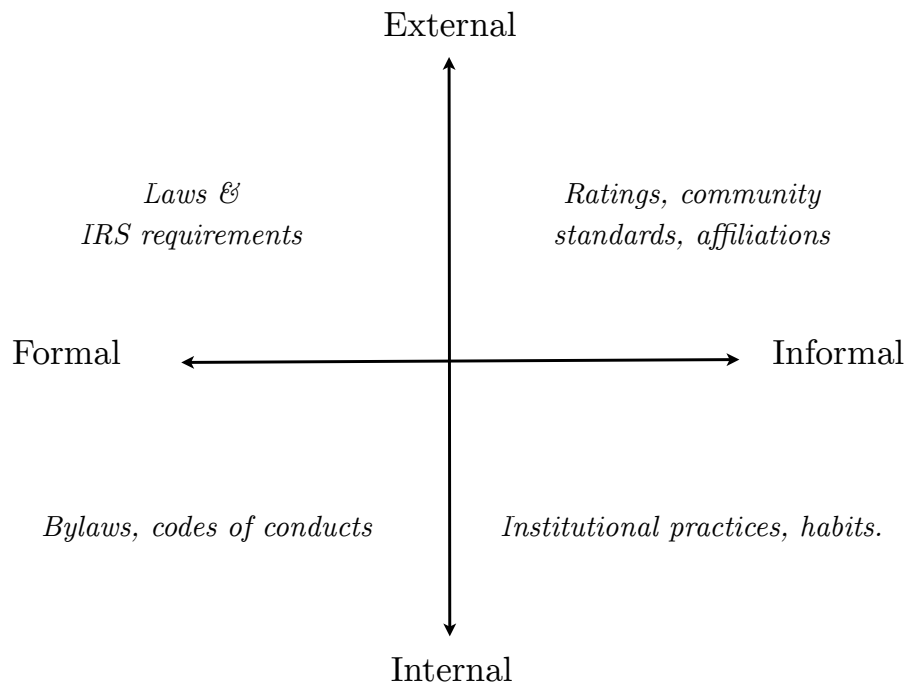 External
Laws &
IRS requirements
Ratings, community
standards, affiliations
Formal
Informal
Bylaws, codes of conducts
Institutional practices, habits.
Internal